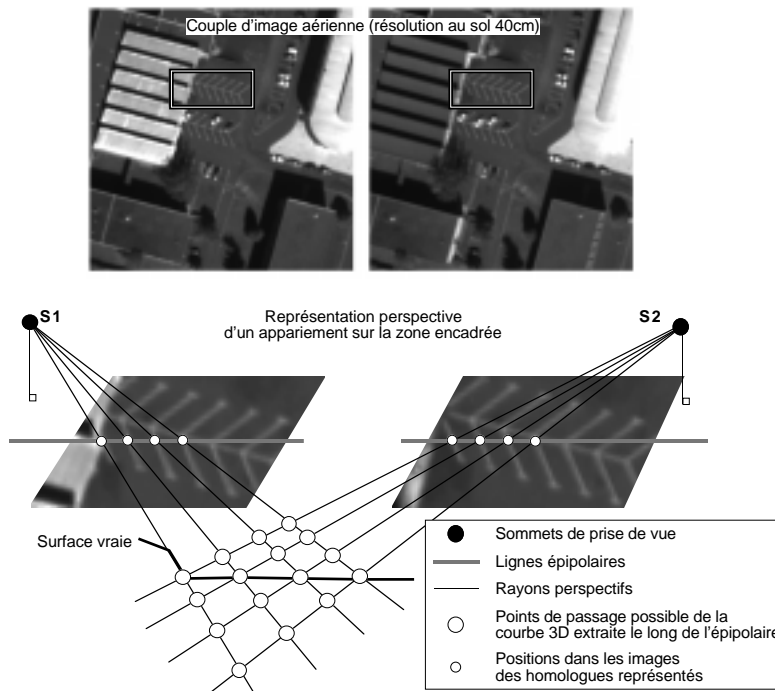 Couple d'image aérienne (résolution au sol 40cm)
S1
Représentation perspective
d'un appariement sur la zone encadrée
S2
Surface vraie
Sommets de prise de vue
Lignes épipolaires
Rayons perspectifs
Points de passage possible de la
courbe 3D extraite le long de l'épipolaire
Positions dans les images
des homologues représentés